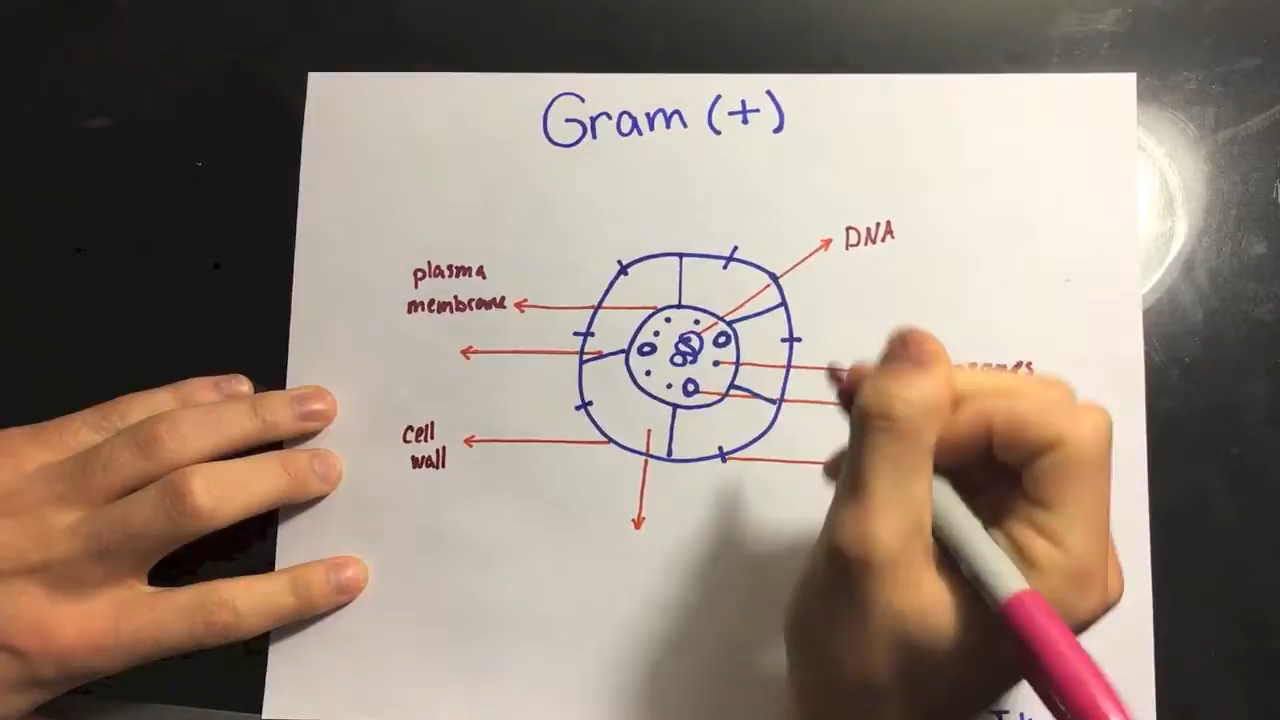 Gram (+)
DNA
plasma
membrane
cell
wall